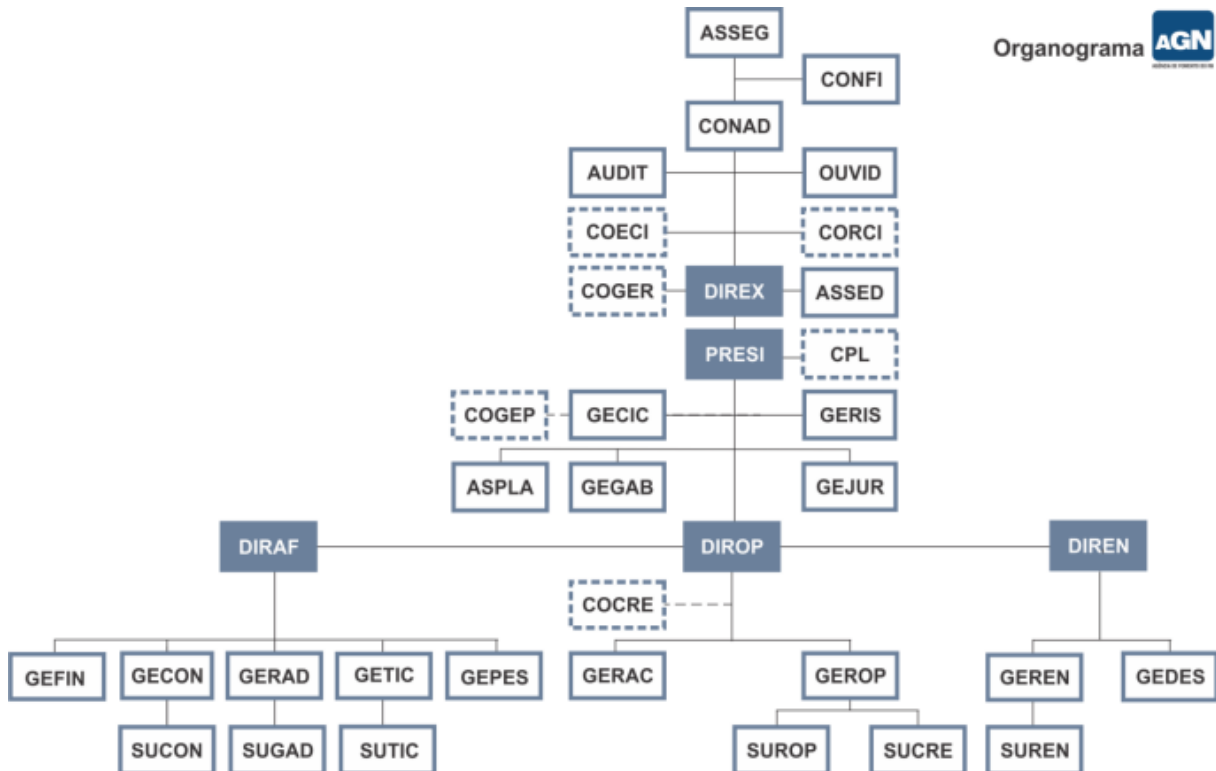 ASSEG
Organograma AGN
CONFI
CONAD
AUDIT
OUVID
COECI
CORCI
COGER
DIREX
ASSED
PRESI
CPL
COGEP
GECIC
GERIS
ASPLA
GEGAB
GEJUR
DIRAF
DIROP
DIREN
COCRE
GEFIN
GECON
GERAD
GETIC
GEPES
GERAC
GEROP
GEREN
GEDES
SUCON
SUGAD
SUTIC
SUROP
SUCRE
SUREN